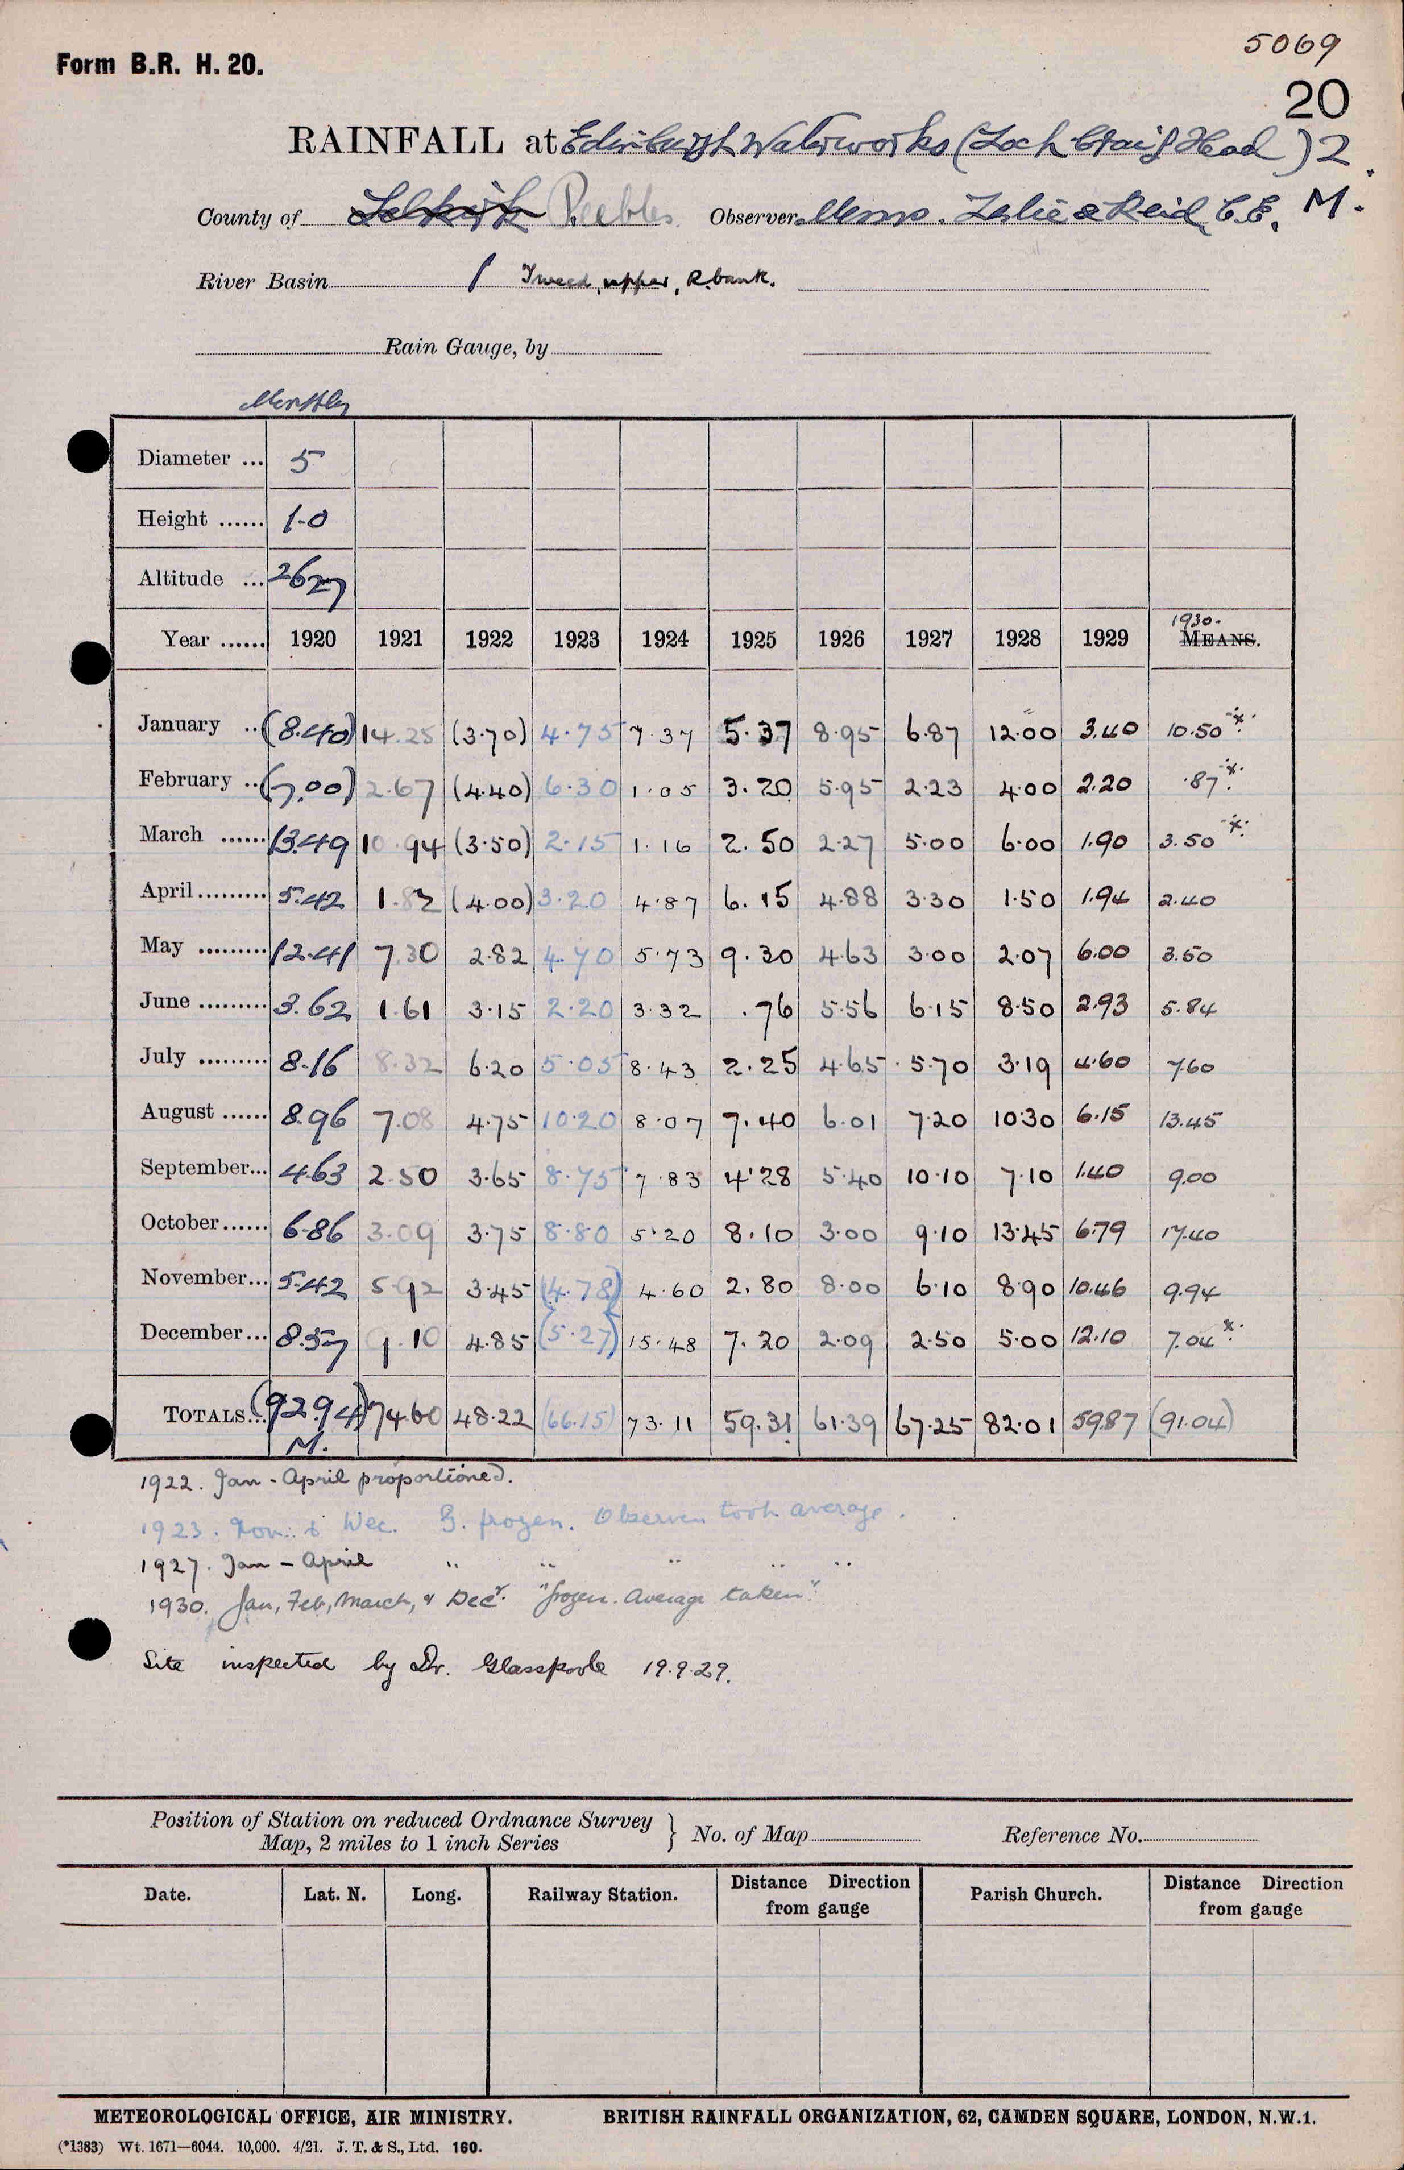 5069
Form B.R. H. 20.
20
RAINFALL at Edinburgh Waterworks (Loch Craig Head) 2.
County of Selkirk Peebles Observer Messrs. Leslie & Reid, C.E. M.
River Basin / Tweed, upper, R. bank.
Rain Gauge, by
Monthly
Diameter ... 5
Height ...... 1-0
Altitude ... 2627
1930.
Year ...... 1920 1921 1922 1923 1924 1925 1926 1927 1928 1929 MEANS.
January .. (8.40) 14.25 (3.70) 4.75 7.37 5.37 8.95 6.87 12.00 3.40 10.50 *
February .. (7.00) 2.67 (4.40) 6.30 1.05 3.20 5.95 2.23 4.00 2.20 .87 *
March ...... 13.49 10.94 (3.50) 2.15 1.16 2.50 2.27 5.00 6.00 1.90 3.50 *
April ......... 5.42 1.82 (4.00) 3.20 4.87 6.15 4.88 3.30 1.50 1.94 2.40
May ......... 12.41 7.30 2.82 4.70 5.73 9.30 4.63 3.00 2.07 6.00 3.50
June ......... 3.62 1.61 3.15 2.20 3.32 .76 5.56 6.15 8.50 2.93 5.84
July ......... 8.16 8.32 6.20 5.05 8.43 2.25 4.65 5.70 3.19 4.60 7.60
August ...... 8.96 7.08 4.75 10.20 8.07 7.40 6.01 7.20 10.30 6.15 13.45
September... 4.63 2.50 3.65 8.75 7.83 4.28 5.40 10.10 7.10 1.40 9.00
October...... 6.86 3.09 3.75 8.80 5.20 8.10 3.00 9.10 13.45 6.79 17.40
November... 5.42 5.92 3.45 (4.78) 4.60 2.80 8.00 6.10 8.90 10.46 9.94
December... 8.57 9.10 4.85 (5.27) 15.48 7.20 2.09 2.50 5.00 12.10 7.04 *
TOTALS... (92.94) 74.60 48.22 (66.15) 73.11 59.31 61.39 67.25 82.01 59.87 (91.04)
M.
1922. Jan - April proportioned.
1923. Nov. & Dec. G. frozen. Observer took average.
1927. Jan - April " " " " "
1930. Jan, Feb, March, & Decr. "frozen. Average taken"
Site inspected by Dr. Glasspoole 19.9.29.
Position of Station on reduced Ordnance Survey
Map, 2 miles to 1 inch Series } No. of Map Reference No.
Date. Lat. N. Long. Railway Station. Distance Direction from gauge Parish Church. Distance Direction from gauge
METEOROLOGICAL OFFICE, AIR MINISTRY. BRITISH RAINFALL ORGANIZATION, 62, CAMDEN SQUARE, LONDON, N.W.1.
(*1383) Wt. 1671—6044. 10,000. 4/21. J. T. & S., Ltd. 160.